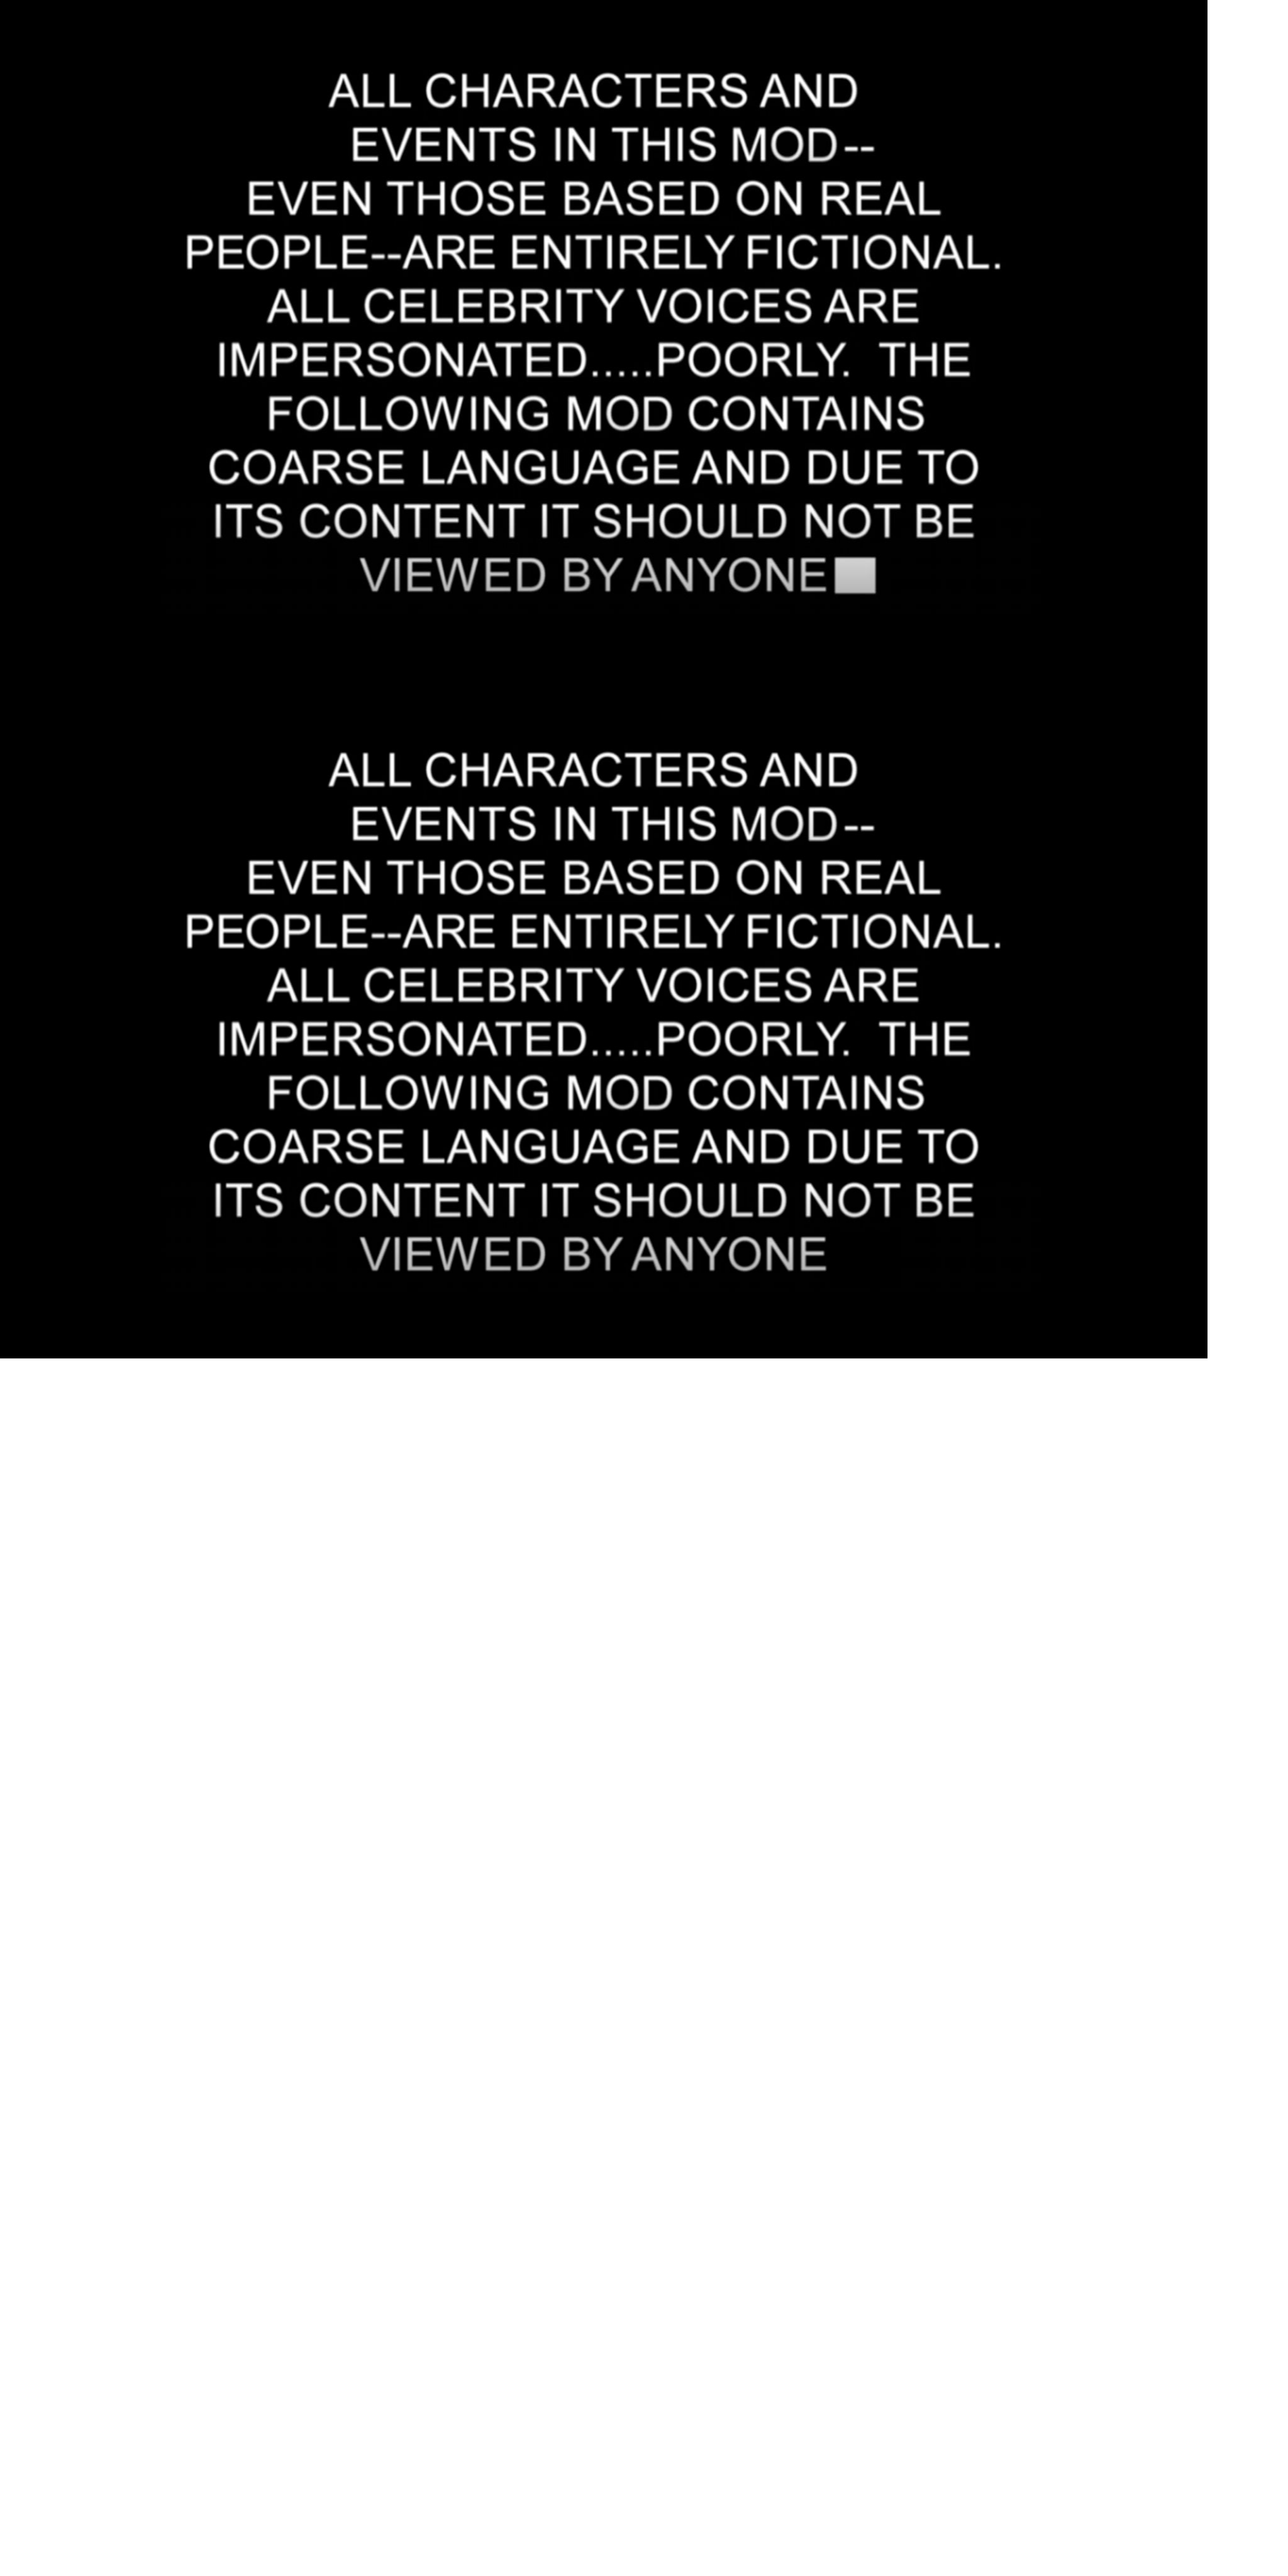 ALL CHARACTERS AND
EVENTS IN THIS MOD--
EVEN THOSE BASED ON REAL
PEOPLE--ARE ENTIRELY FICTIONAL.
ALL CELEBRITY VOICES ARE
IMPERSONATED.....POORLY.  THE
FOLLOWING MOD CONTAINS
COARSE LANGUAGE AND DUE TO
ITS CONTENT IT SHOULD NOT BE
VIEWED BY ANYONE
ALL CHARACTERS AND
EVENTS IN THIS MOD--
EVEN THOSE BASED ON REAL
PEOPLE--ARE ENTIRELY FICTIONAL.
ALL CELEBRITY VOICES ARE
IMPERSONATED.....POORLY.  THE
FOLLOWING MOD CONTAINS
COARSE LANGUAGE AND DUE TO
ITS CONTENT IT SHOULD NOT BE
VIEWED BY ANYONE